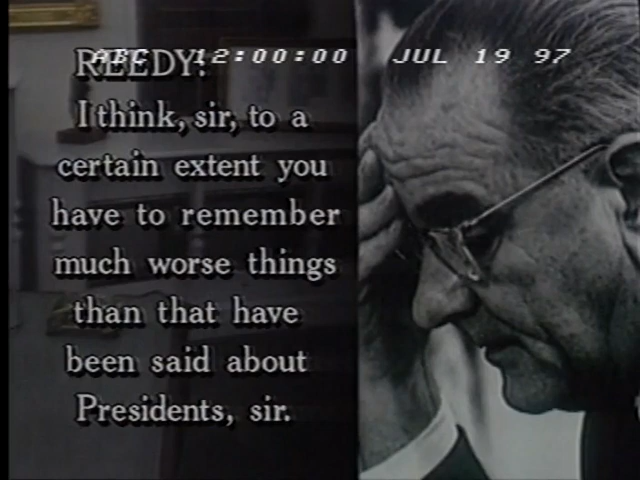 ABC 12:00:00 JUL 19 97
REEDY:
I think, sir, to a
certain extent you
have to remember
much worse things
than that have
been said about
Presidents, sir.